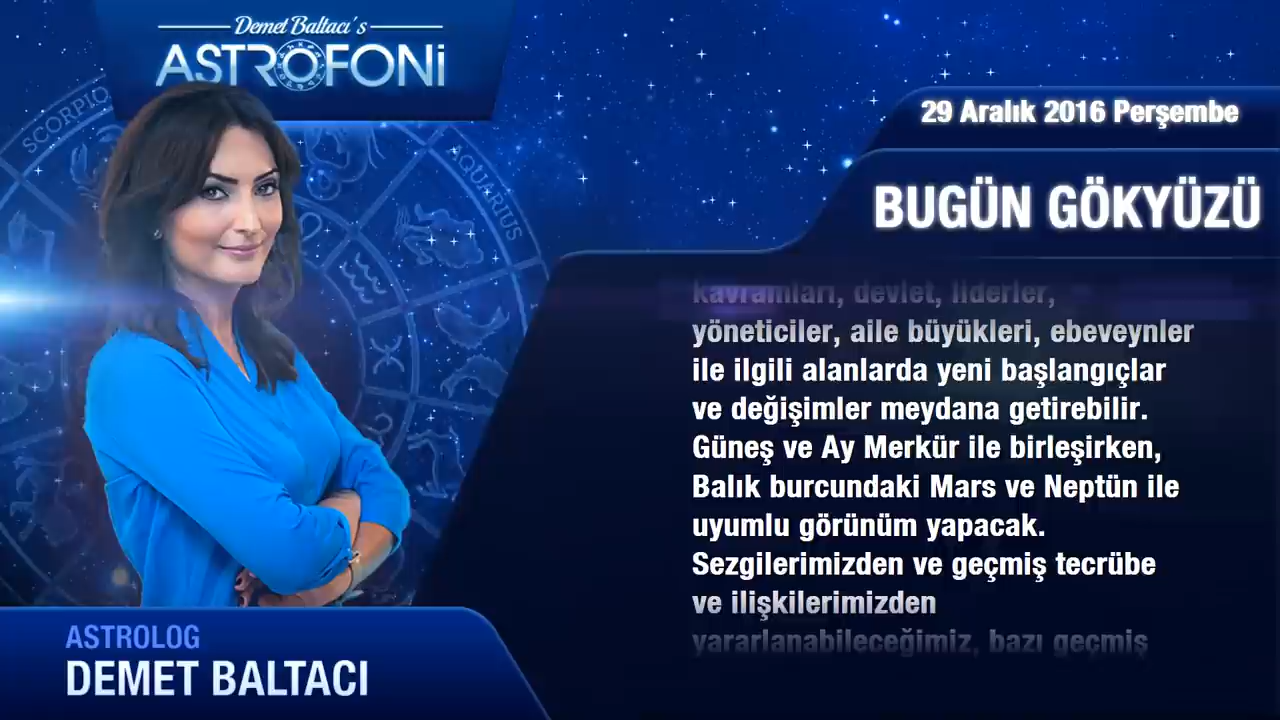 Demet Baltacı's
ASTROFONİ
SCORPIO
AQUARIUS
29 Aralık 2016 Perşembe
BUGÜN GÖKYÜZÜ
kavramları, devlet, liderler,
yöneticiler, aile büyükleri, ebeveynler
ile ilgili alanlarda yeni başlangıçlar
ve değişimler meydana getirebilir.
Güneş ve Ay Merkür ile birleşirken,
Balık burcundaki Mars ve Neptün ile
uyumlu görünüm yapacak.
Sezgilerimizden ve geçmiş tecrübe
ve ilişkilerimizden
yararlanabileceğimiz, bazı geçmiş
ASTROLOG
DEMET BALTACI